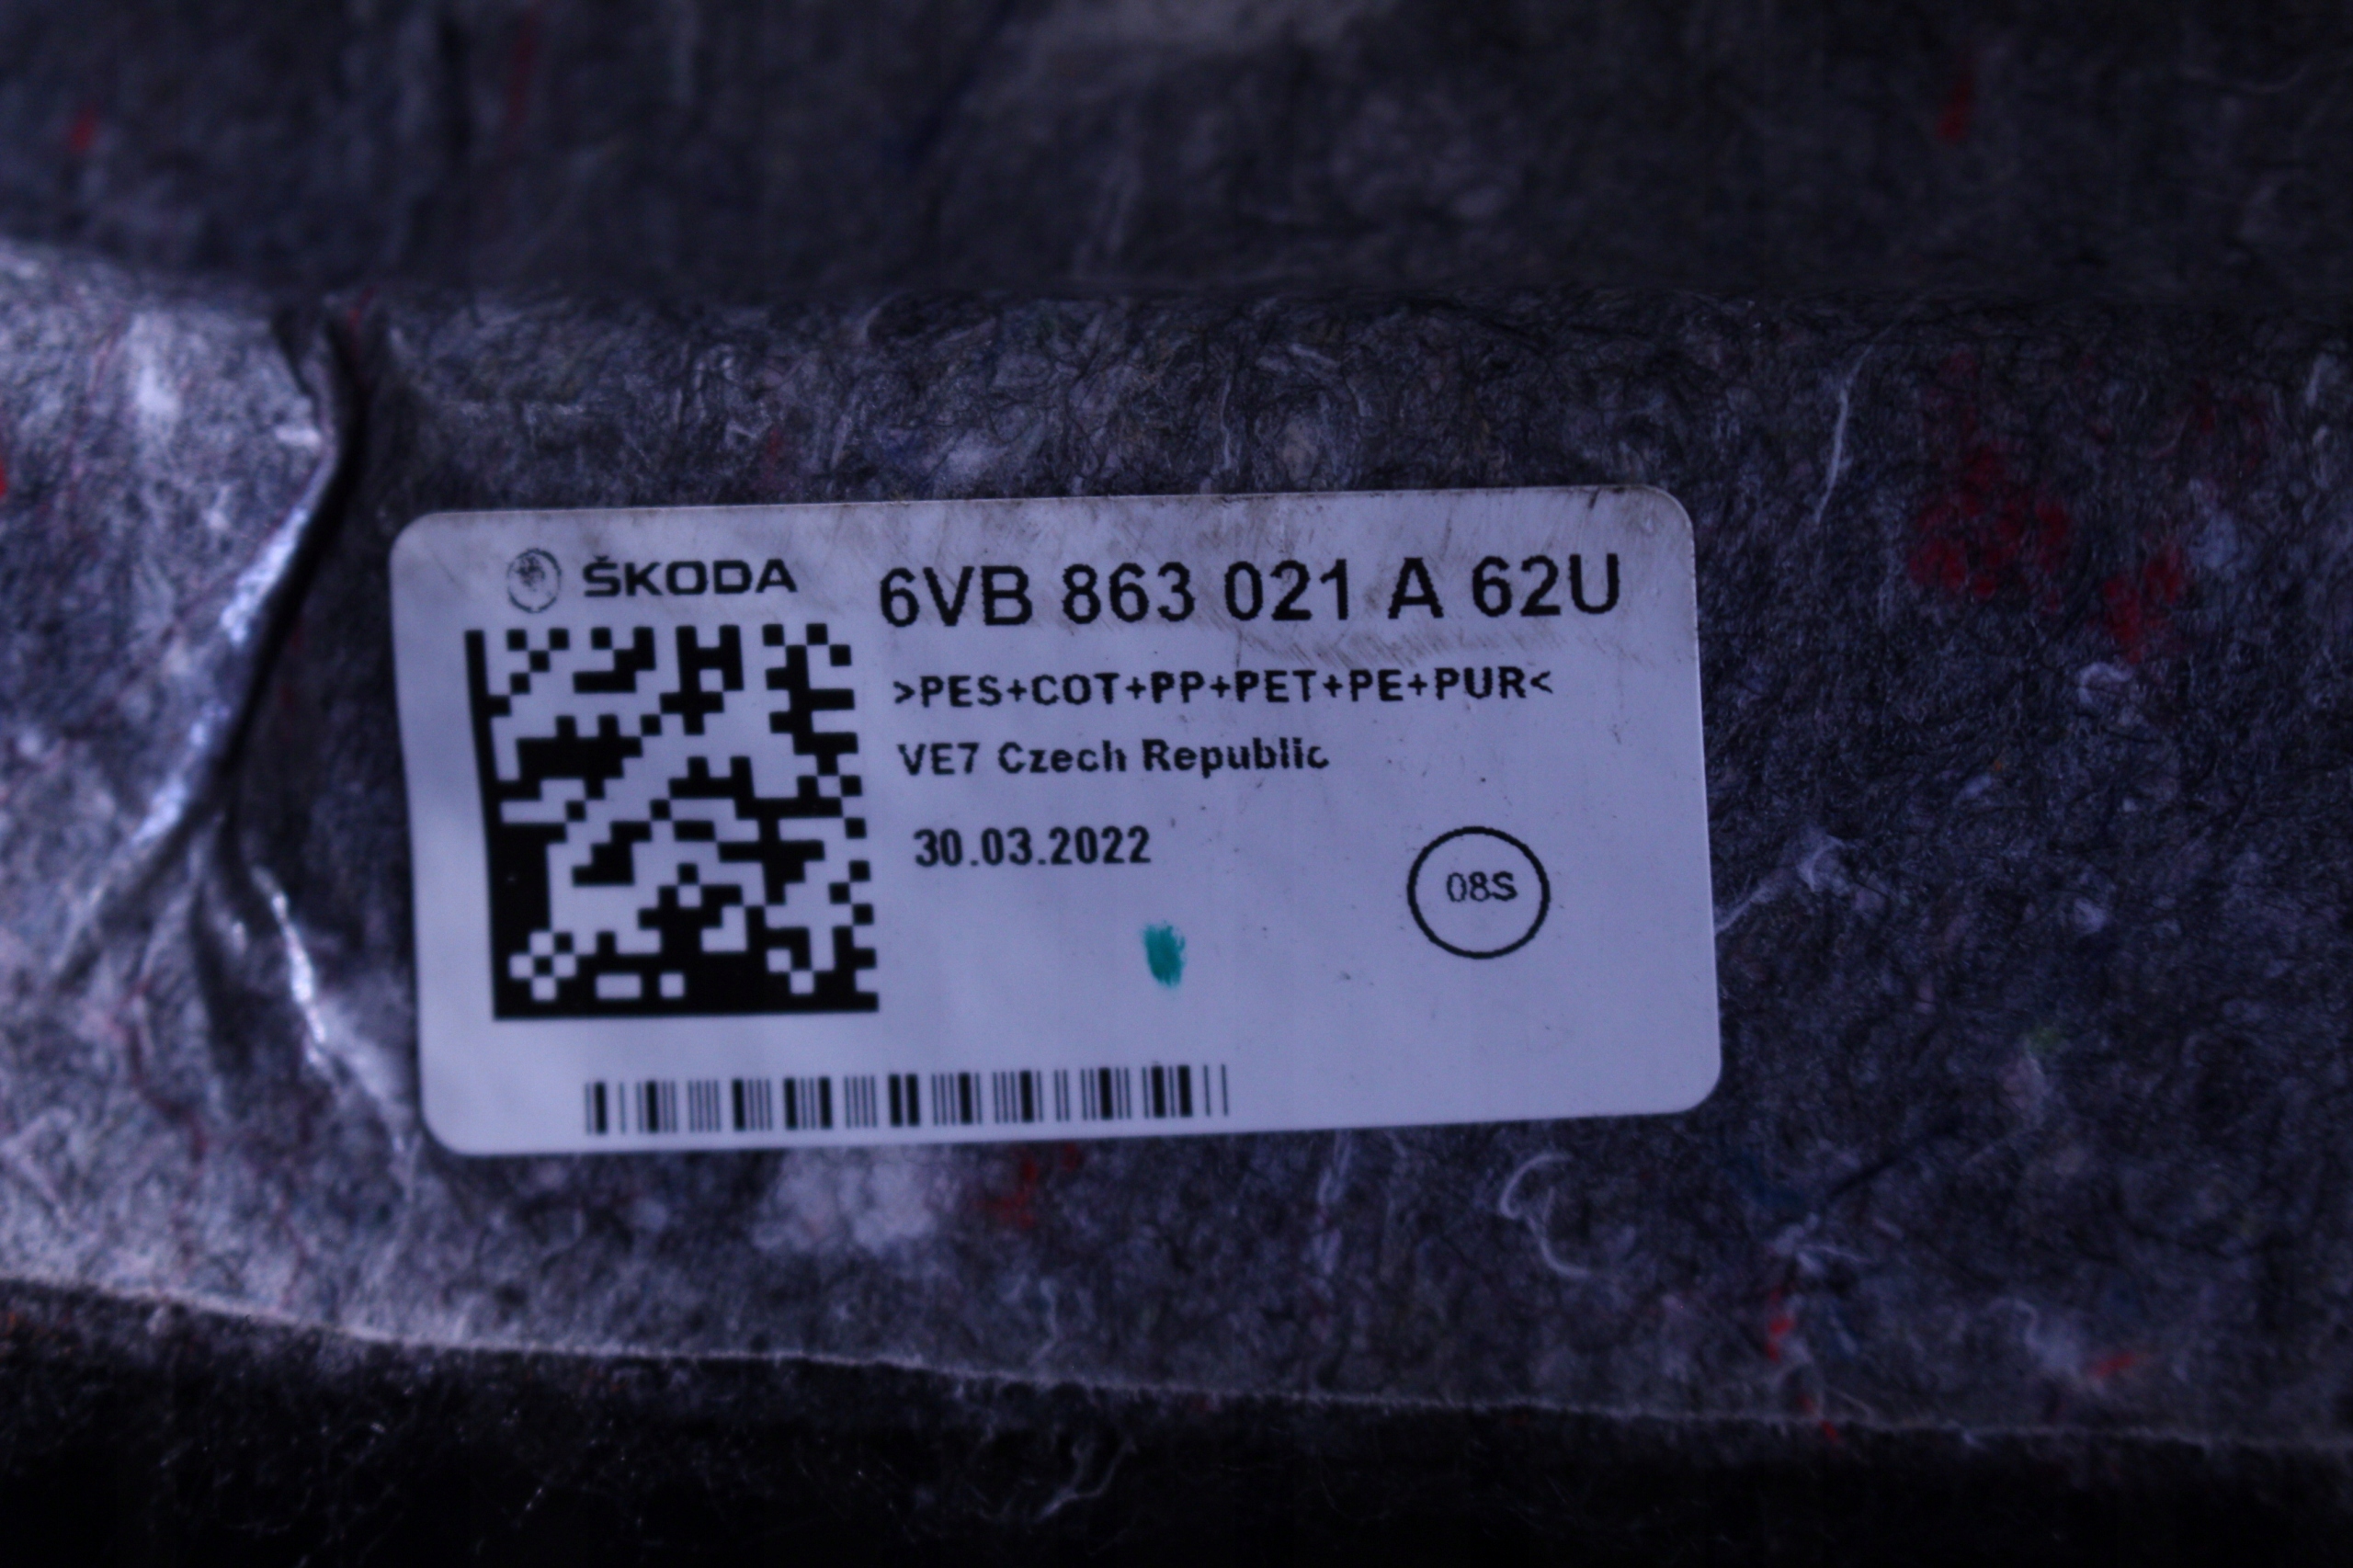 ŠKODA
6VB 863 021 A 62U
>PES+COT+PP+PET+PE+PUR<
VE7 Czech Republic
30.03.2022
08S